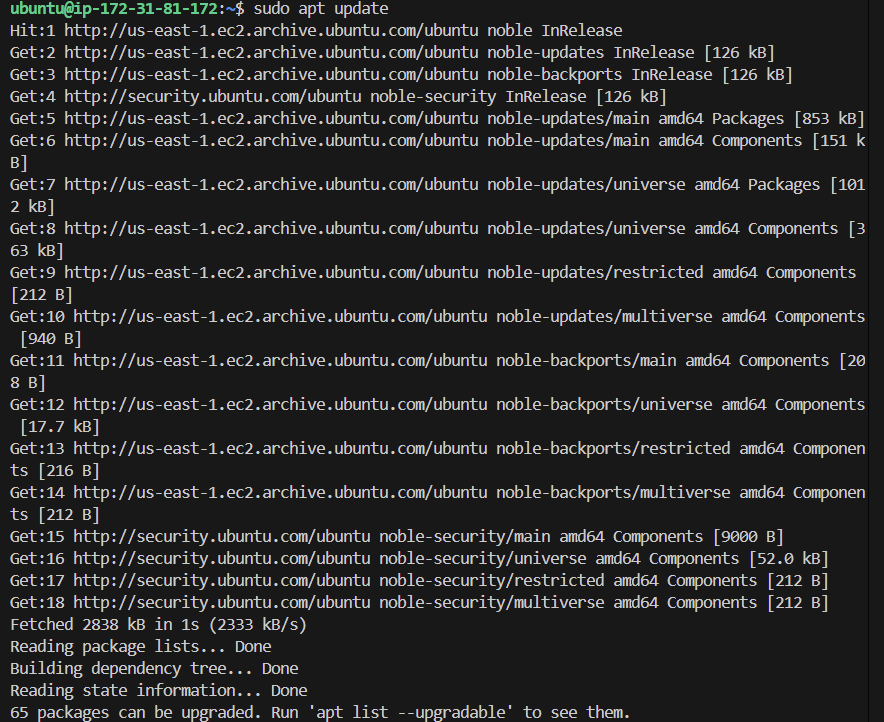 ubuntu@ip-172-31-81-172:~$ sudo apt update
Hit:1 http://us-east-1.ec2.archive.ubuntu.com/ubuntu noble InRelease
Get:2 http://us-east-1.ec2.archive.ubuntu.com/ubuntu noble-updates InRelease [126 kB]
Get:3 http://us-east-1.ec2.archive.ubuntu.com/ubuntu noble-backports InRelease [126 kB]
Get:4 http://security.ubuntu.com/ubuntu noble-security InRelease [126 kB]
Get:5 http://us-east-1.ec2.archive.ubuntu.com/ubuntu noble-updates/main amd64 Packages [853 kB]
Get:6 http://us-east-1.ec2.archive.ubuntu.com/ubuntu noble-updates/main amd64 Components [151 k
B]
Get:7 http://us-east-1.ec2.archive.ubuntu.com/ubuntu noble-updates/universe amd64 Packages [101
2 kB]
Get:8 http://us-east-1.ec2.archive.ubuntu.com/ubuntu noble-updates/universe amd64 Components [3
63 kB]
Get:9 http://us-east-1.ec2.archive.ubuntu.com/ubuntu noble-updates/restricted amd64 Components
[212 B]
Get:10 http://us-east-1.ec2.archive.ubuntu.com/ubuntu noble-updates/multiverse amd64 Components
 [940 B]
Get:11 http://us-east-1.ec2.archive.ubuntu.com/ubuntu noble-backports/main amd64 Components [20
8 B]
Get:12 http://us-east-1.ec2.archive.ubuntu.com/ubuntu noble-backports/universe amd64 Components
 [17.7 kB]
Get:13 http://us-east-1.ec2.archive.ubuntu.com/ubuntu noble-backports/restricted amd64 Componen
ts [216 B]
Get:14 http://us-east-1.ec2.archive.ubuntu.com/ubuntu noble-backports/multiverse amd64 Componen
ts [212 B]
Get:15 http://security.ubuntu.com/ubuntu noble-security/main amd64 Components [9000 B]
Get:16 http://security.ubuntu.com/ubuntu noble-security/universe amd64 Components [52.0 kB]
Get:17 http://security.ubuntu.com/ubuntu noble-security/restricted amd64 Components [212 B]
Get:18 http://security.ubuntu.com/ubuntu noble-security/multiverse amd64 Components [212 B]
Fetched 2838 kB in 1s (2333 kB/s)
Reading package lists... Done
Building dependency tree... Done
Reading state information... Done
65 packages can be upgraded. Run 'apt list --upgradable' to see them.